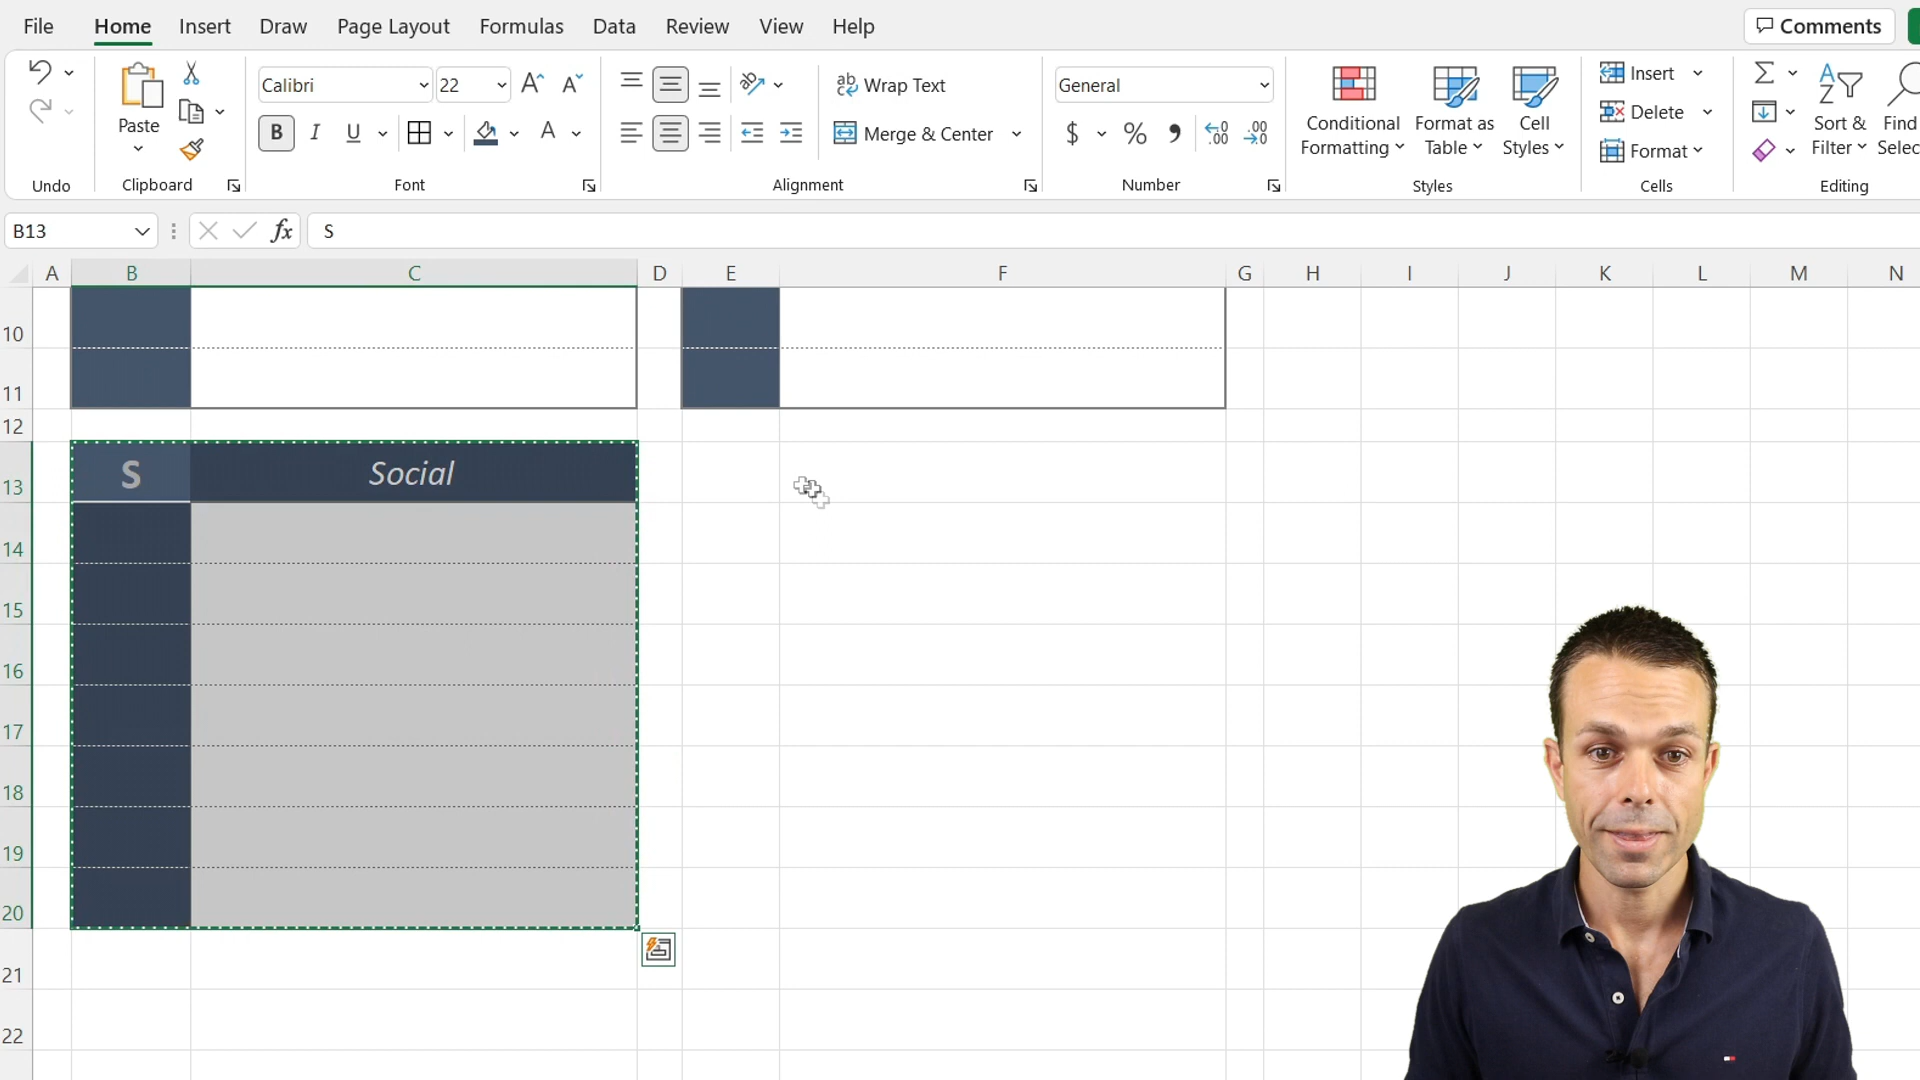 File Home Insert Draw Page Layout Formulas Data Review View Help Comments
Calibri 22 Wrap Text General Insert
Paste B I U A Merge & Center $ % Conditional Formatting Format as Table Cell Styles Delete Sort & Filter Find
Format
Undo Clipboard Font Alignment Number Styles Cells Editing
B13 fx S
A B C D E F G H I J K L M N
10
11
12
13 S Social
14
15
16
17
18
19
20
21
22